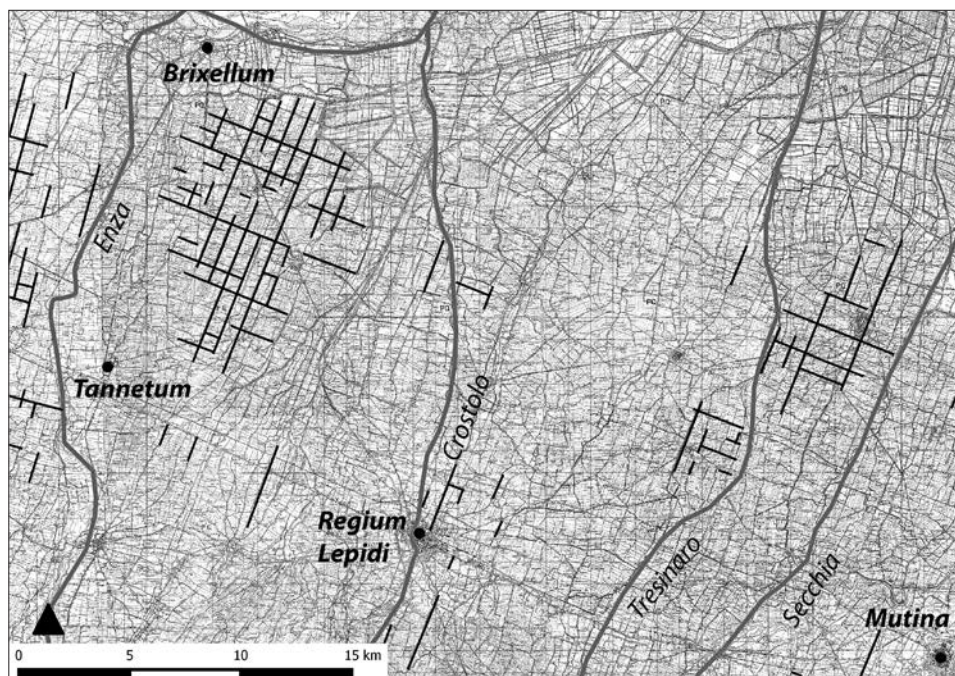 Brixellum
Enza
Tannetum
Crostolo
Regium
Lepidi
Tresinaro
Secchia
Mutina
0 5 10 15 km